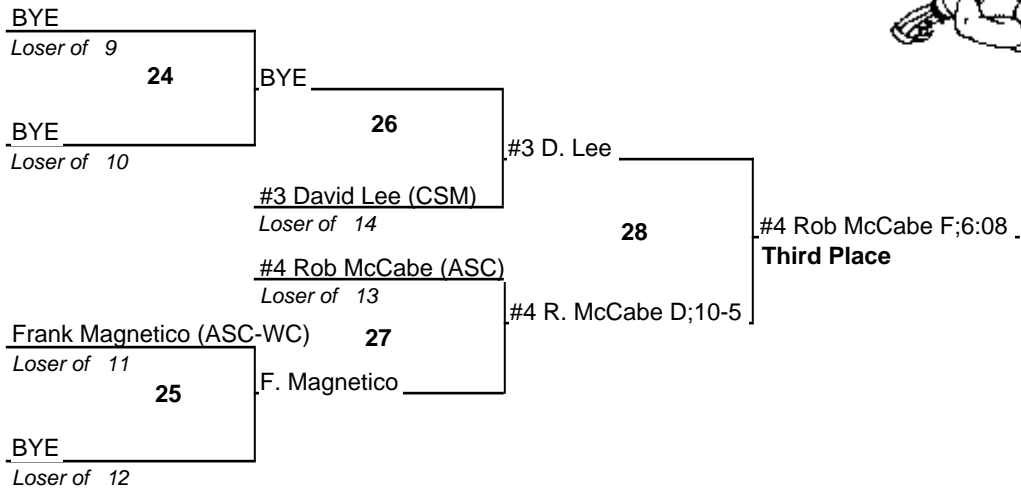 BYE
Loser of 9
24
BYE
BYE
Loser of 10
26
#3 D. Lee
#3 David Lee (CSM)
Loser of 14
28
#4 Rob McCabe F;6:08
Third Place
#4 Rob McCabe (ASC)
Loser of 13
#4 R. McCabe D;10-5
Frank Magnetico (ASC-WC)
27
Loser of 11
25
F. Magnetico
BYE
Loser of 12